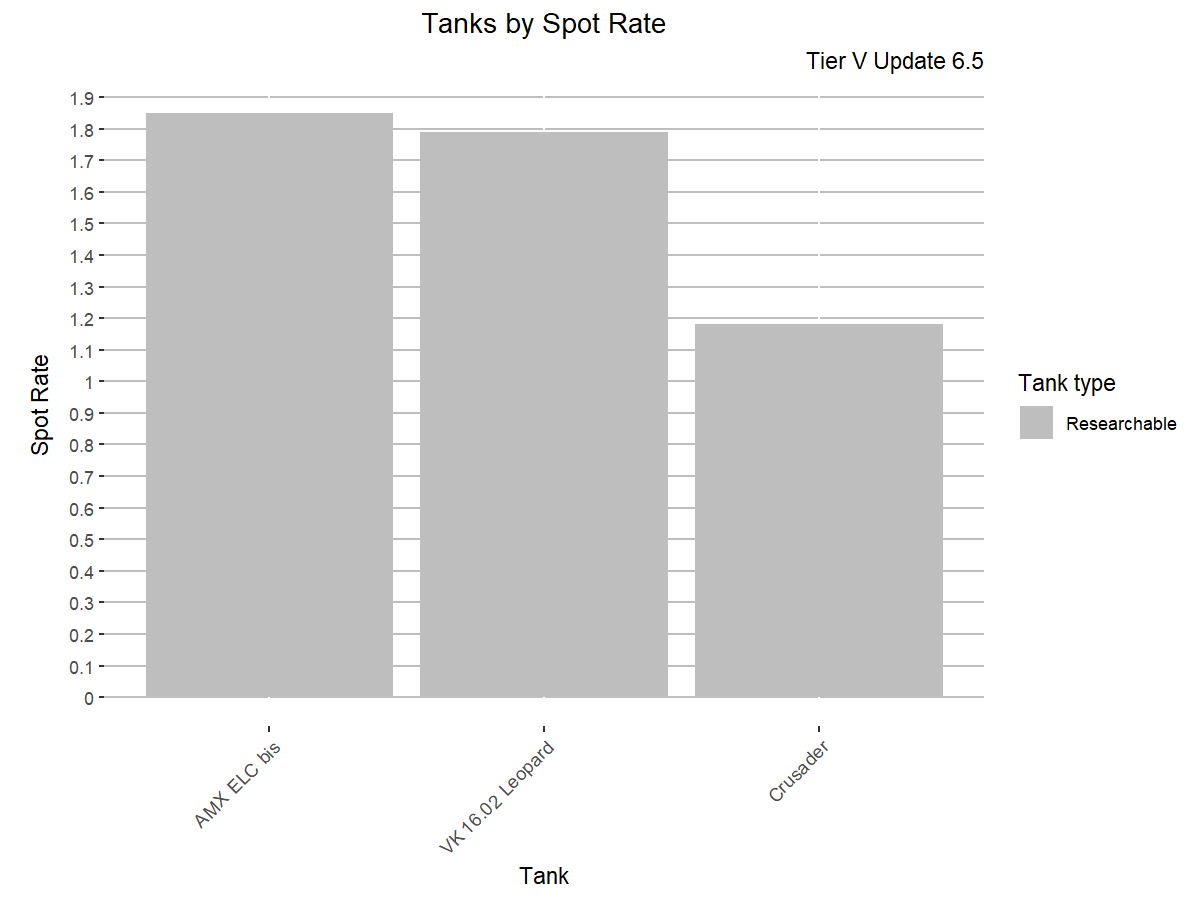 Tanks by Spot Rate
Tier V Update 6.5
1.9
1.8
1.7
1.6
1.5
1.4
1.3
1.2
1.1
1
0.9
0.8
0.7
0.6
0.5
0.4
0.3
0.2
0.1
0
Spot Rate
AMX ELC bis
VK 16.02 Leopard
Crusader
Tank
Tank type
Researchable